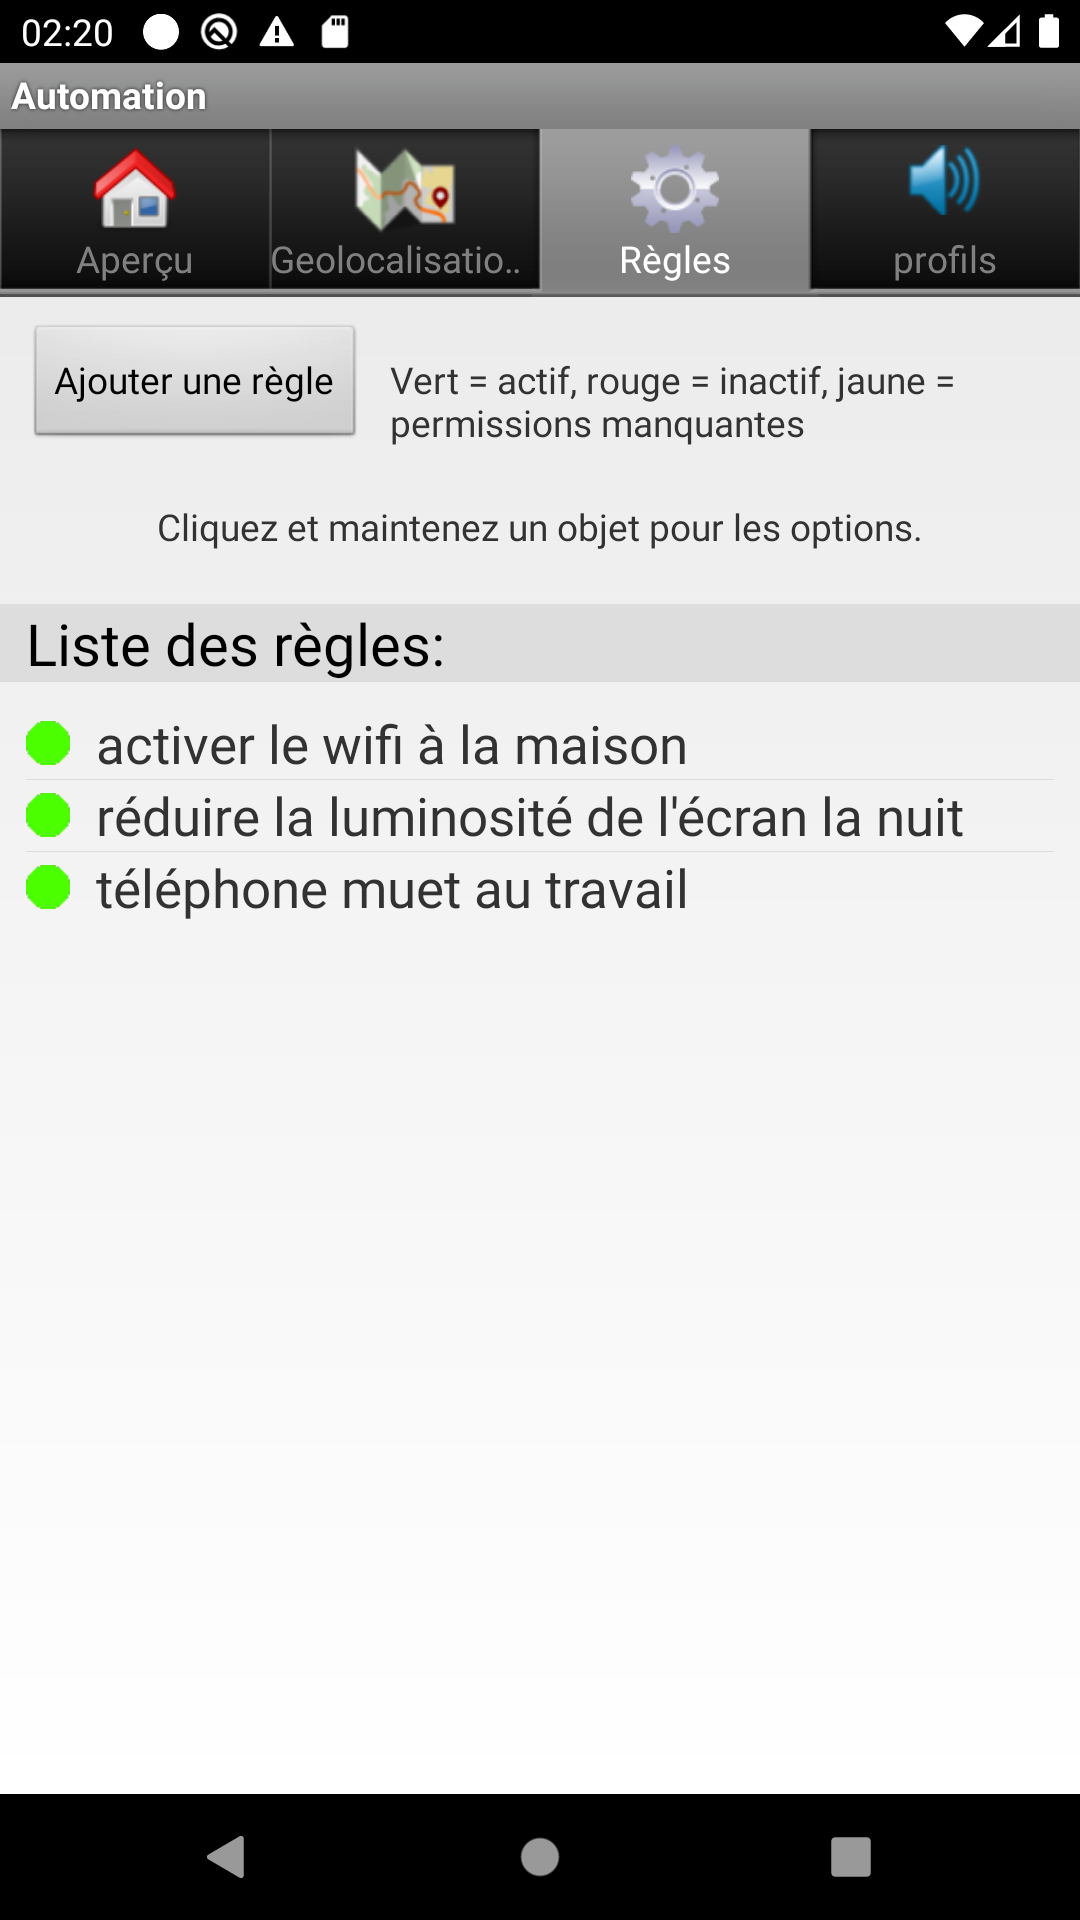 02:20
Automation
Aperçu
Geolocalisatio..
Règles
profils
Ajouter une règle
Vert = actif, rouge = inactif, jaune =
permissions manquantes
Cliquez et maintenez un objet pour les options.
Liste des règles:
activer le wifi à la maison
réduire la luminosité de l'écran la nuit
téléphone muet au travail